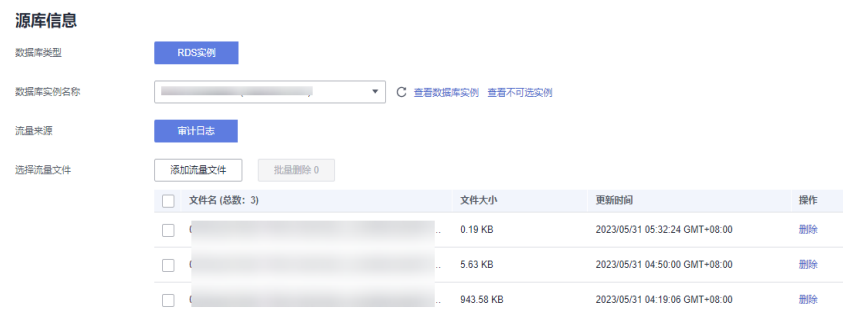 源库信息
数据库类型 RDS实例
数据库实例名称 查看数据库实例 查看不可选实例
流量来源 审计日志
选择流量文件 添加流量文件 批量删除 0
文件名 (总数：3) 文件大小 更新时间 操作
0.19 KB 2023/05/31 05:32:24 GMT+08:00 删除
5.63 KB 2023/05/31 04:50:00 GMT+08:00 删除
943.58 KB 2023/05/31 04:19:06 GMT+08:00 删除